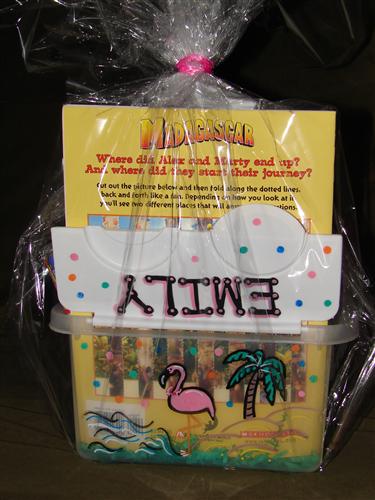 MADAGASCAR
Where did Alex and Marty end up?
And where did they start their journey?
Cut out the picture below and then fold along the dotted lines,
back and forth like a fan. Depending on how you look at it
you'll see two different places that will
EMILY